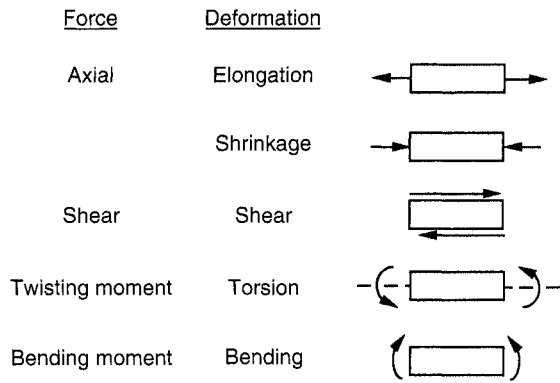 Force Deformation
Axial Elongation
Shrinkage
Shear Shear
Twisting moment Torsion
Bending moment Bending